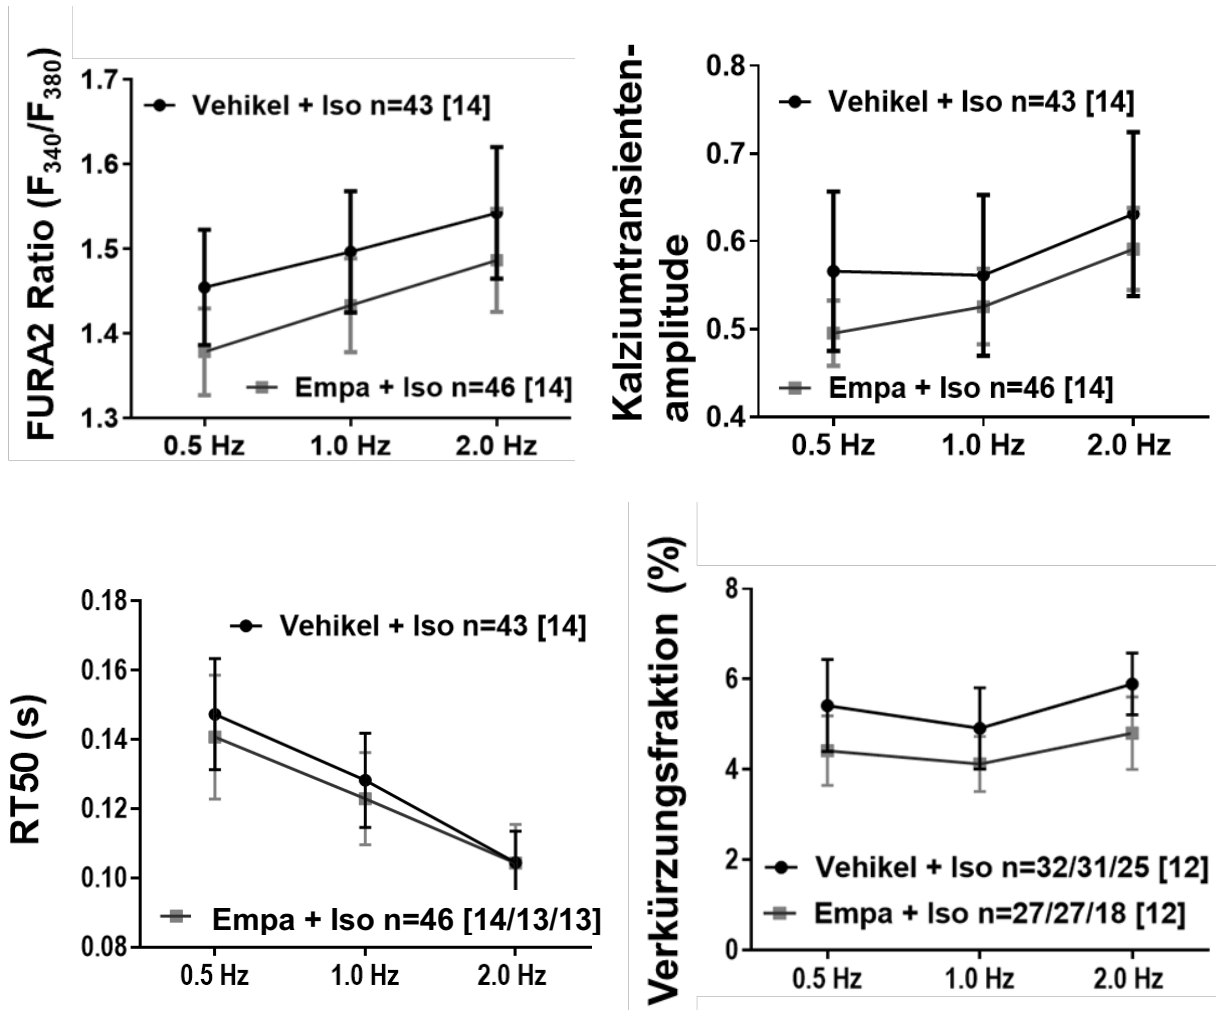 FURA2 Ratio (F340/F380)
1.7
1.6
1.5
1.4
1.3
Vehikel + Iso n=43 [14]
Empa + Iso n=46 [14]
0.5 Hz 1.0 Hz 2.0 Hz
Kalziumtransienten-
amplitude
0.8
0.7
0.6
0.5
0.4
Vehikel + Iso n=43 [14]
Empa + Iso n=46 [14]
0.5 Hz 1.0 Hz 2.0 Hz
RT50 (s)
0.18
0.16
0.14
0.12
0.10
0.08
Vehikel + Iso n=43 [14]
Empa + Iso n=46 [14/13/13]
0.5 Hz 1.0 Hz 2.0 Hz
Verkürzungsfraktion (%)
8
6
4
2
0
Vehikel + Iso n=32/31/25 [12]
Empa + Iso n=27/27/18 [12]
0.5 Hz 1.0 Hz 2.0 Hz